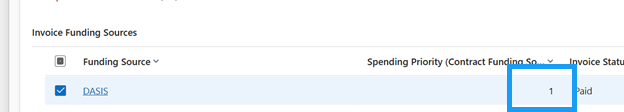 Invoice Funding Sources
Funding Source Spending Priority (Contract Funding So... Invoice Statu
DASIS 1 Paid